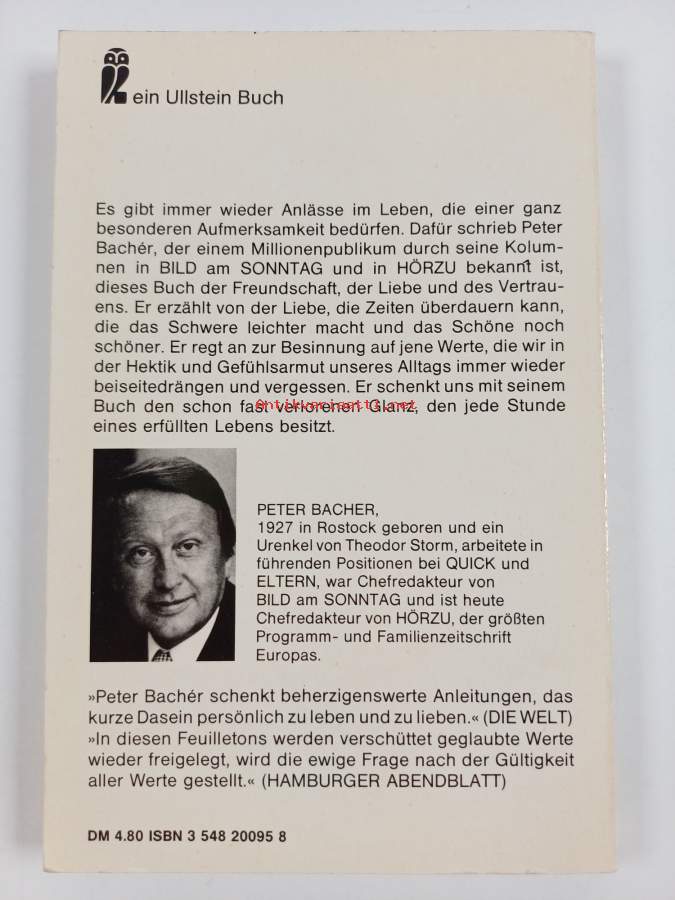 ein Ullstein Buch
Es gibt immer wieder Anlässe im Leben, die einer ganz
besonderen Aufmerksamkeit bedürfen. Dafür schrieb Peter
Bachér, der einem Millionenpublikum durch seine Kolum-
nen in BILD am SONNTAG und in HÖRZU bekannt ist,
dieses Buch der Freundschaft, der Liebe und des Vertrau-
ens. Er erzählt von der Liebe, die Zeiten überdauern kann,
die das Schwere leichter macht und das Schöne noch
schöner. Er regt an zur Besinnung auf jene Werte, die wir in
der Hektik und Gefühlsarmut unseres Alltags immer wieder
beiseitedrängen und vergessen. Er schenkt uns mit seinem
Buch den schon fast verlorenen Glanz, den jede Stunde
Antikvariaatti.net
eines erfüllten Lebens besitzt.
PETER BACHER,
1927 in Rostock geboren und ein
Urenkel von Theodor Storm, arbeitete in
führenden Positionen bei QUICK und
ELTERN, war Chefredakteur von
BILD am SONNTAG und ist heute
Chefredakteur von HÖRZU, der größten
Programm- und Familienzeitschrift
Europas.
»Peter Bachér schenkt beherzigenswerte Anleitungen, das
kurze Dasein persönlich zu leben und zu lieben.« (DIE WELT)
»In diesen Feuilletons werden verschüttet geglaubte Werte
wieder freigelegt, wird die ewige Frage nach der Gültigkeit
aller Werte gestellt.« (HAMBURGER ABENDBLATT)
DM 4.80 ISBN 3 548 20095 8